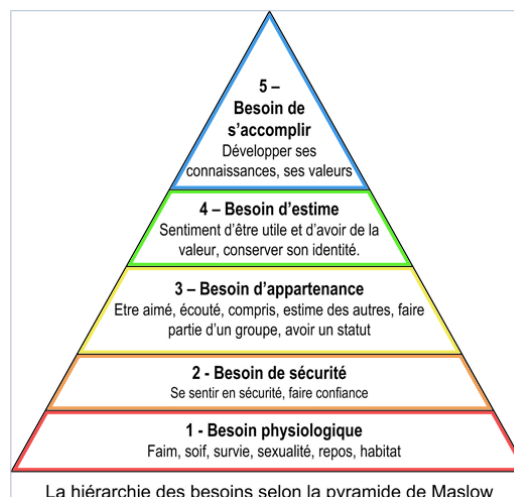 5 –
Besoin de
s'accomplir
Développer ses
connaissances, ses valeurs
4 – Besoin d'estime
Sentiment d'être utile et d'avoir de la
valeur, conserver son identité.
3 – Besoin d'appartenance
Etre aimé, écouté, compris, estime des autres, faire
partie d'un groupe, avoir un statut
2 - Besoin de sécurité
Se sentir en sécurité, faire confiance
1 - Besoin physiologique
Faim, soif, survie, sexualité, repos, habitat
La hiérarchie des besoins selon la pyramide de Maslow